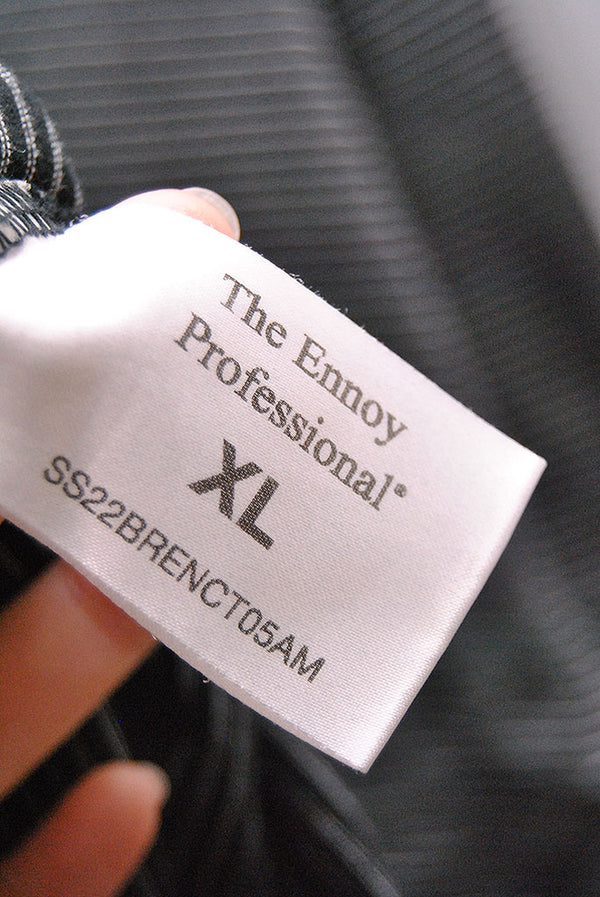 The Ennoy
Professional®
XL
SS22BRENCT05AM